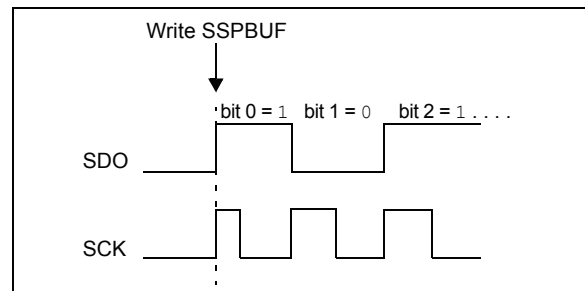 Write SSPBUF
bit 0 = 1 bit 1 = 0 bit 2 = 1 . . . .
SDO
SCK